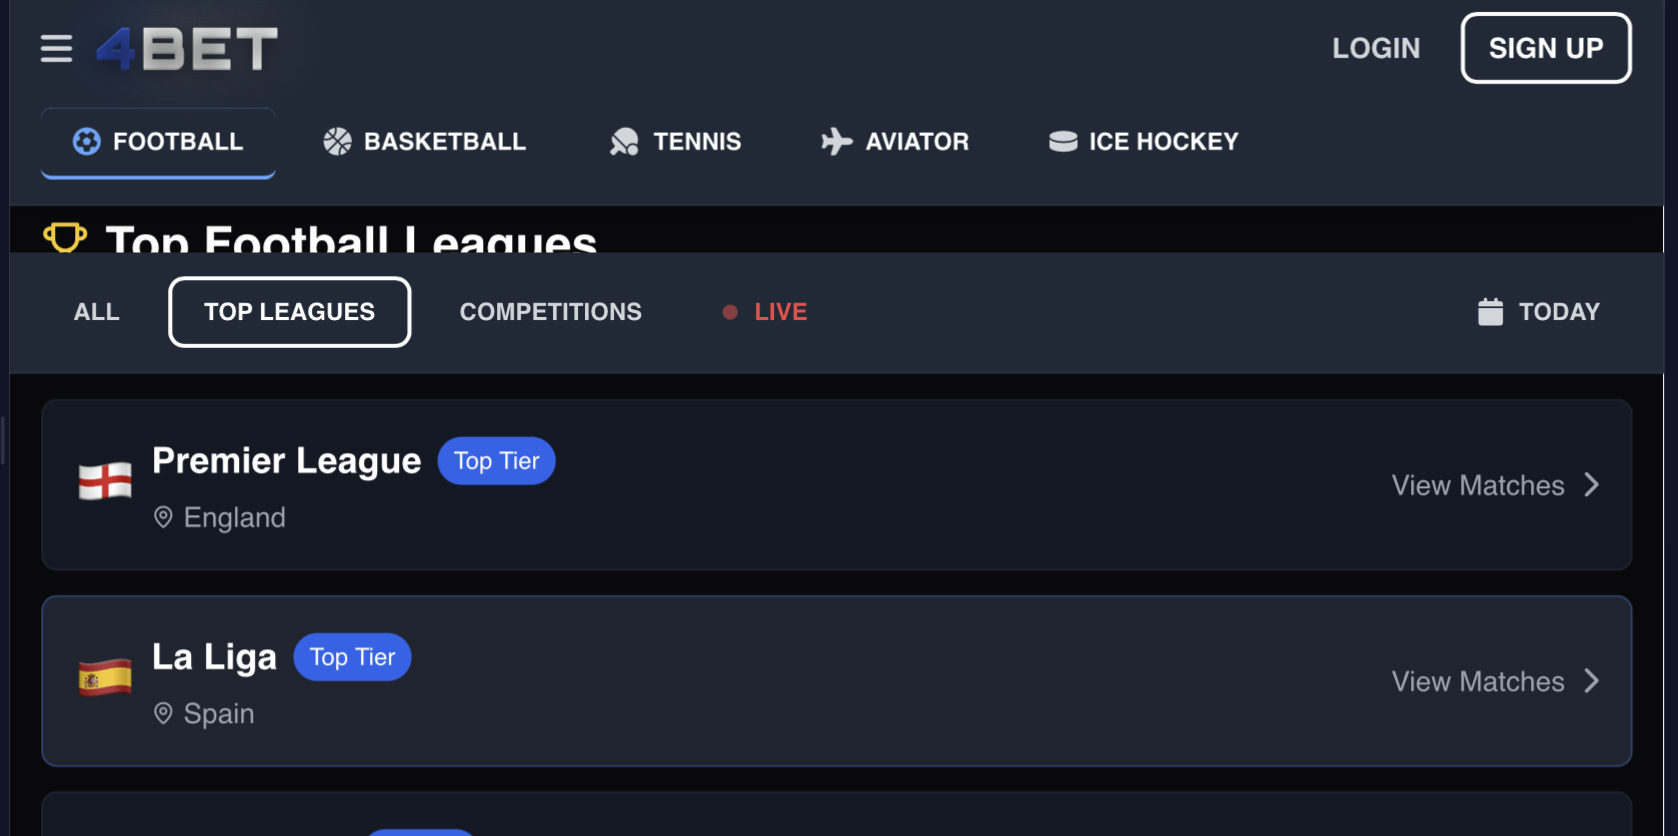 4BET
LOGIN
SIGN UP
FOOTBALL
BASKETBALL
TENNIS
AVIATOR
ICE HOCKEY
Top Football Leagues
ALL
TOP LEAGUES
COMPETITIONS
LIVE
TODAY
Premier League
Top Tier
England
View Matches
La Liga
Top Tier
Spain
View Matches